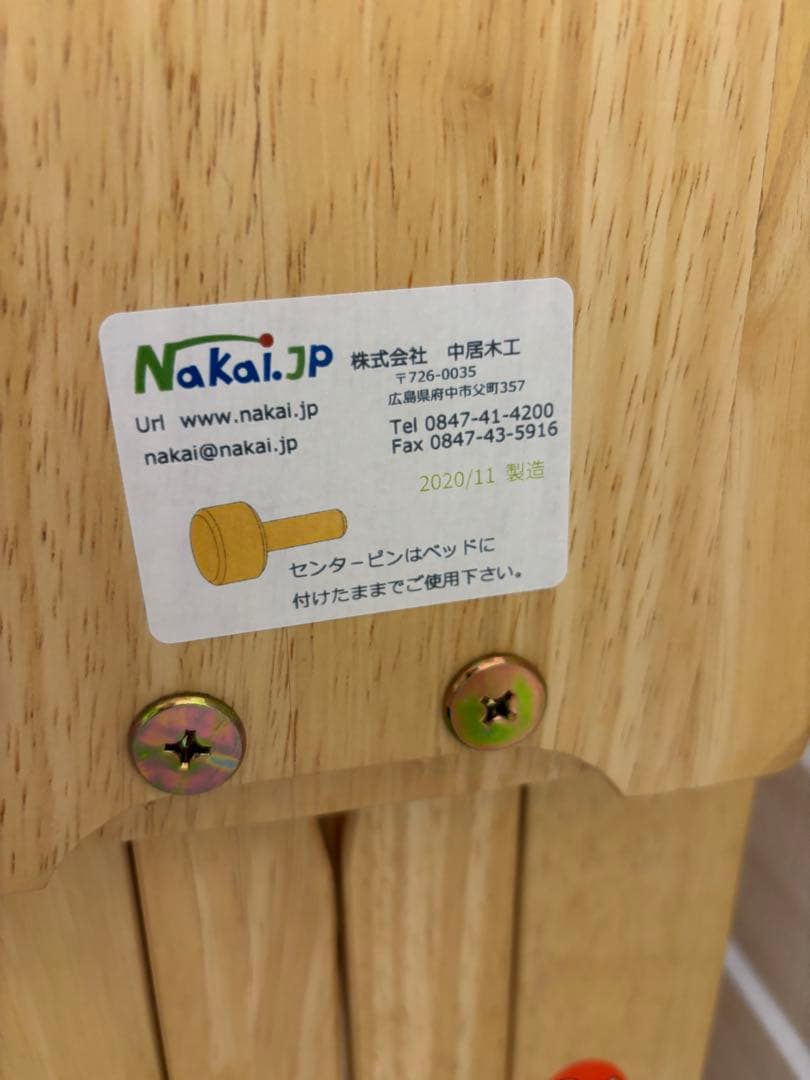 Nakai.JP
株式会社 中居木工
〒726-0035
広島県府中市父町357
Url www.nakai.jp
nakai@nakai.jp
Tel 0847-41-4200
Fax 0847-43-5916
2020/11 製造
センターピンはベッドに
付けたままでご使用下さい。